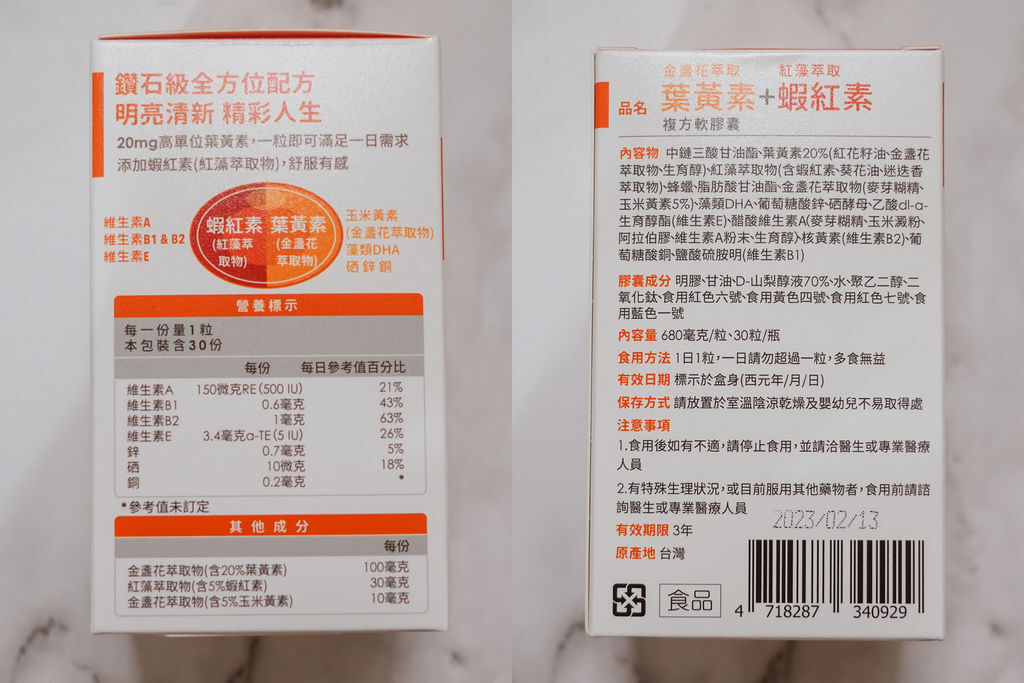 鑽石級全方位配方
明亮清新 精彩人生
20mg高單位葉黃素，一粒即可滿足一日需求
添加蝦紅素(紅藻萃取物)，舒服有感
維生素A
維生素B1 & B2
維生素E
蝦紅素
(紅藻萃
取物)
葉黃素
(金盞花
萃取物)
玉米黃素
(金盞花萃取物)
藻類DHA
硒 鋅 銅
營養標示
每一份量1粒
本包裝含30份
每份 每日參考值百分比
維生素A 150微克RE(500 IU) 21%
維生素B1 0.6毫克 43%
維生素B2 1毫克 63%
維生素E 3.4毫克α-TE(5 IU) 26%
鋅 0.7毫克 5%
硒 10微克 18%
銅 0.2毫克 *
*參考值未訂定
其他成分
每份
金盞花萃取物(含20%葉黃素) 100毫克
紅藻萃取物(含5%蝦紅素) 30毫克
金盞花萃取物(含5%玉米黃素) 10毫克
金盞花萃取 紅藻萃取
品名 葉黃素+蝦紅素
複方軟膠囊
內容物 中鏈三酸甘油酯、葉黃素20%(紅花籽油、金盞花
萃取物、生育醇)、紅藻萃取物(含蝦紅素、葵花油、迷迭香
萃取物)、蜂蠟、脂肪酸甘油酯、金盞花萃取物(麥芽糊精、
玉米黃素5%)、藻類DHA、葡萄糖酸鋅、硒酵母、乙酸dl-a-
生育醇酯(維生素E)、醋酸維生素A(麥芽糊精、玉米澱粉、
阿拉伯膠、維生素A粉末、生育醇)、核黃素(維生素B2)、葡
萄糖酸銅、鹽酸硫胺明(維生素B1)
膠囊成分 明膠、甘油、D-山梨醇液70%、水、聚乙二醇、二
氧化鈦、食用紅色六號、食用黃色四號、食用紅色七號、食
用藍色一號
內容量 680毫克/粒、30粒/瓶
食用方法 1日1粒，一日請勿超過一粒，多食無益
有效日期 標示於盒身(西元年/月/日)
保存方式 請放置於室溫陰涼乾燥及嬰幼兒不易取得處
注意事項
1.食用後如有不適，請停止食用，並請洽醫生或專業醫療
人員
2.有特殊生理狀況，或目前服用其他藥物者，食用前請諮
詢醫生或專業醫療人員
2023/02/13
有效期限 3年
原產地 台灣
食品
4 718287 340929